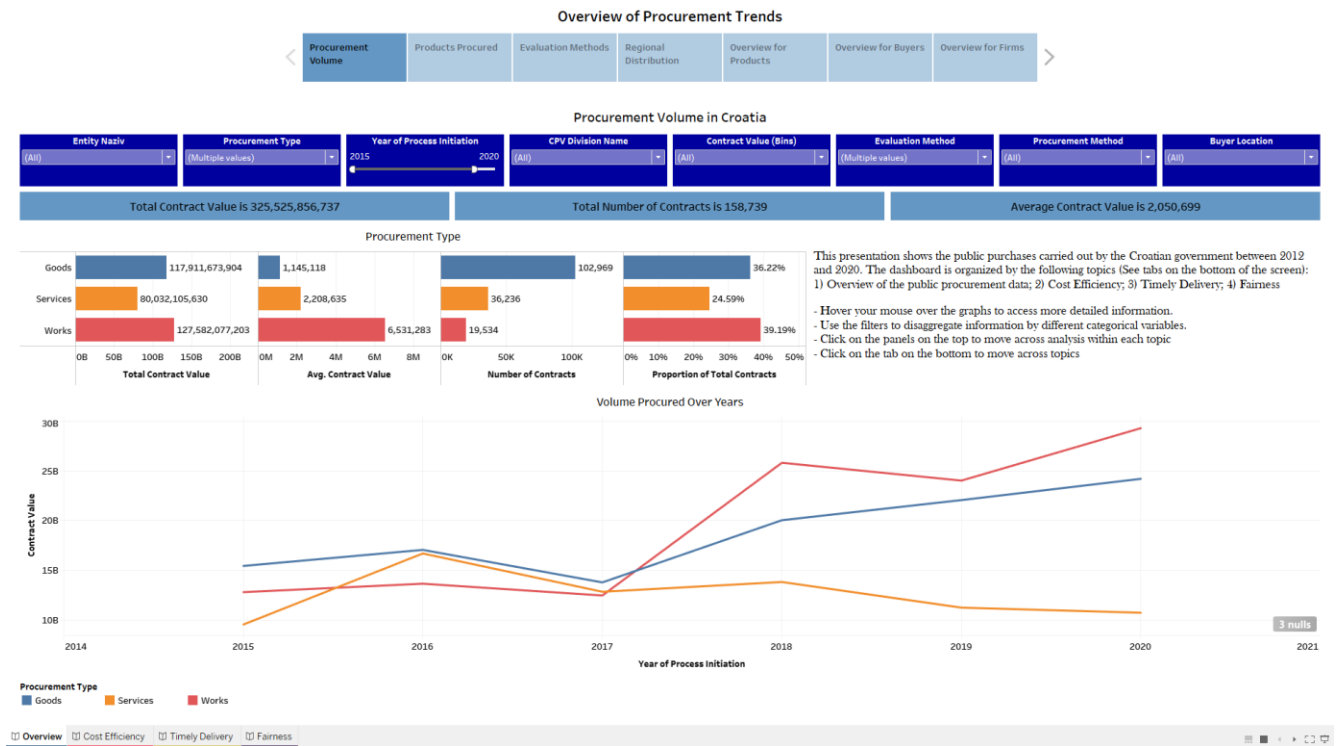 Overview of Procurement Trends
Procurement Volume
Products Procured
Evaluation Methods
Regional Distribution
Overview for Products
Overview for Buyers
Overview for Firms
Procurement Volume in Croatia
Entity Naziv
(All)
Procurement Type
(Multiple values)
Year of Process Initiation
2015 2020
CPV Division Name
(All)
Contract Value (Bins)
(All)
Evaluation Method
(Multiple values)
Procurement Method
(All)
Buyer Location
(All)
Total Contract Value is 325,525,856,737
Total Number of Contracts is 158,739
Average Contract Value is 2,050,699
Procurement Type
Goods 117,911,673,904 1,145,118 102,969 36.22%
Services 80,032,105,630 2,208,635 36,236 24.59%
Works 127,582,077,203 6,531,283 19,534 39.19%
0B 50B 100B 150B 200B 0M 2M 4M 6M 8M 0K 50K 100K 0% 10% 20% 30% 40% 50%
Total Contract Value Avg. Contract Value Number of Contracts Proportion of Total Contracts
This presentation shows the public purchases carried out by the Croatian government between 2012
and 2020. The dashboard is organized by the following topics (See tabs on the bottom of the screen):
1) Overview of the public procurement data; 2) Cost Efficiency; 3) Timely Delivery; 4) Fairness
- Hover your mouse over the graphs to access more detailed information.
- Use the filters to disaggregate information by different categorical variables.
- Click on the panels on the top to move across analysis within each topic
- Click on the tab on the bottom to move across topics
Volume Procured Over Years
30B
25B
20B
15B
10B
Contract Value
3 nulls
2014 2015 2016 2017 2018 2019 2020 2021
Year of Process Initiation
Procurement Type
Goods Services Works
Overview Cost Efficiency Timely Delivery Fairness